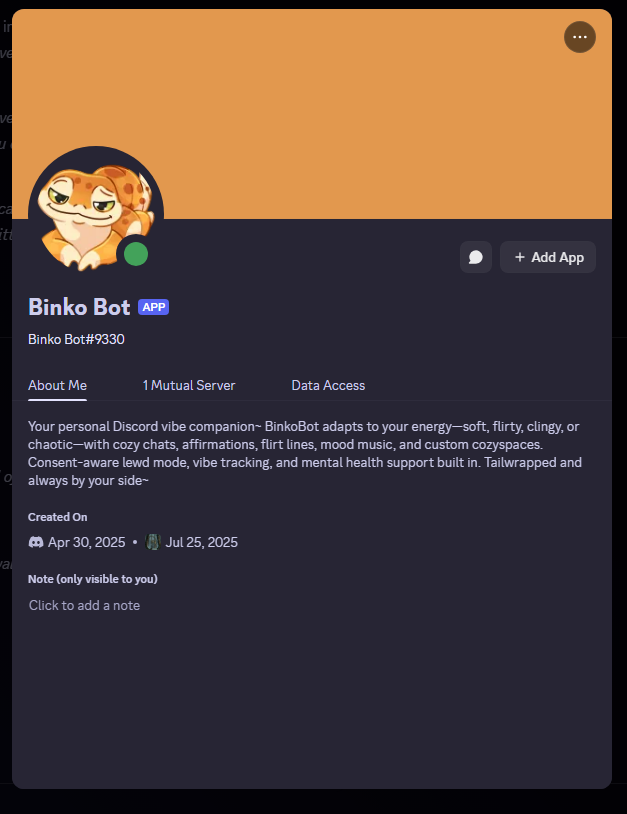 Binko Bot APP
Binko Bot#9330
+ Add App
About Me
1 Mutual Server
Data Access
Your personal Discord vibe companion~ BinkoBot adapts to your energy—soft, flirty, clingy, or
chaotic—with cozy chats, affirmations, flirt lines, mood music, and custom cozyspaces.
Consent-aware lewd mode, vibe tracking, and mental health support built in. Tailwrapped and
always by your side~
Created On
Apr 30, 2025 • Jul 25, 2025
Note (only visible to you)
Click to add a note